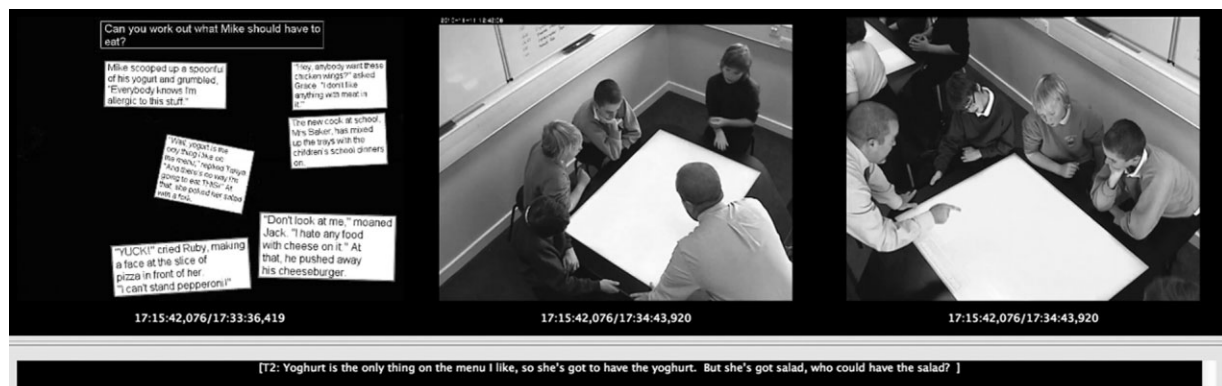 Can you work out what Mike should have to
eat?
Mike scooped up a spoonful
of his yogurt and grumbled,
"Everybody knows I'm
allergic to this stuff."
"Hey, anybody want these
chicken wings?" asked
Grace. "I don't like
anything with meat in
it."
The new cook at school,
Mrs Baker, has mixed
up the trays with the
children's school dinners
on.
"Well, yogurt is the
only thing I like on
the menu," replied Tanya.
"And there's no way I'm
going to eat THIS!" At
that, she poked her salad
with a fork.
"Don't look at me," moaned
Jack. "I hate any food
with cheese on it." At
that, he pushed away
his cheeseburger.
"YUCK!" cried Ruby, making
a face at the slice of
pizza in front of her.
"I can't stand pepperoni!"
17:15:42,076/17:33:36,419
17:15:42,076/17:34:43,920
17:15:42,076/17:34:43,920
[T2: Yoghurt is the only thing on the menu I like, so she's got to have the yoghurt. But she's got salad, who could have the salad? ]